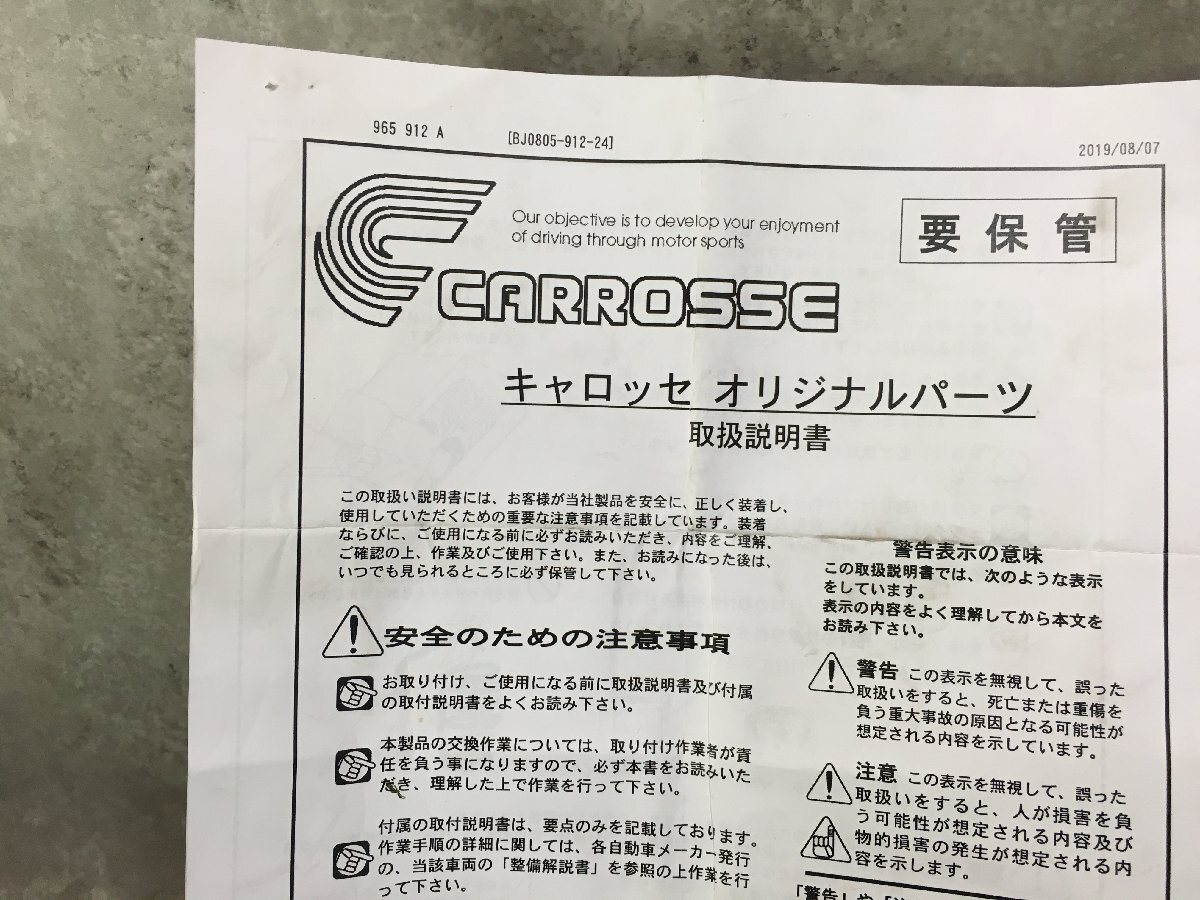 965 912 A [BJ0805-912-24] 2019/08/07
Our objective is to develop your enjoyment
of driving through motor sports
要保管
CARROSSE
キャロッセ オリジナルパーツ
取扱説明書
この取扱い説明書には、お客様が当社製品を安全に、正しく装着し、
使用していただくための重要な注意事項を記載しています。装着
ならびに、ご使用になる前に必ずお読みいただき、内容をご理解、
ご確認の上、作業及びご使用下さい。また、お読みになった後は、
いつでも見られるところに必ず保管して下さい。
安全のための注意事項
お取り付け、ご使用になる前に取扱説明書及び付属
の取付説明書をよくお読み下さい。
本製品の交換作業については、取り付け作業者が責
任を負う事になりますので、必ず本書をお読みいた
だき、理解した上で作業を行って下さい。
付属の取付説明書は、要点のみを記載しております。
作業手順の詳細に関しては、各自動車メーカー発行
の、当該車両の「整備解説書」を参照の上作業を行
って下さい。
警告表示の意味
この取扱説明書では、次のような表示
をしています。
表示の内容をよく理解してから本文を
お読み下さい。
警告 この表示を無視して、誤った
取扱いをすると、死亡または重傷を
負う重大事故の原因となる可能性が
想定される内容を示しています。
注意 この表示を無視して、誤った
取扱いをすると、人が損害を負
う可能性が想定される内容及び
物的損害の発生が想定される内
容を示します。
「警告」や「注